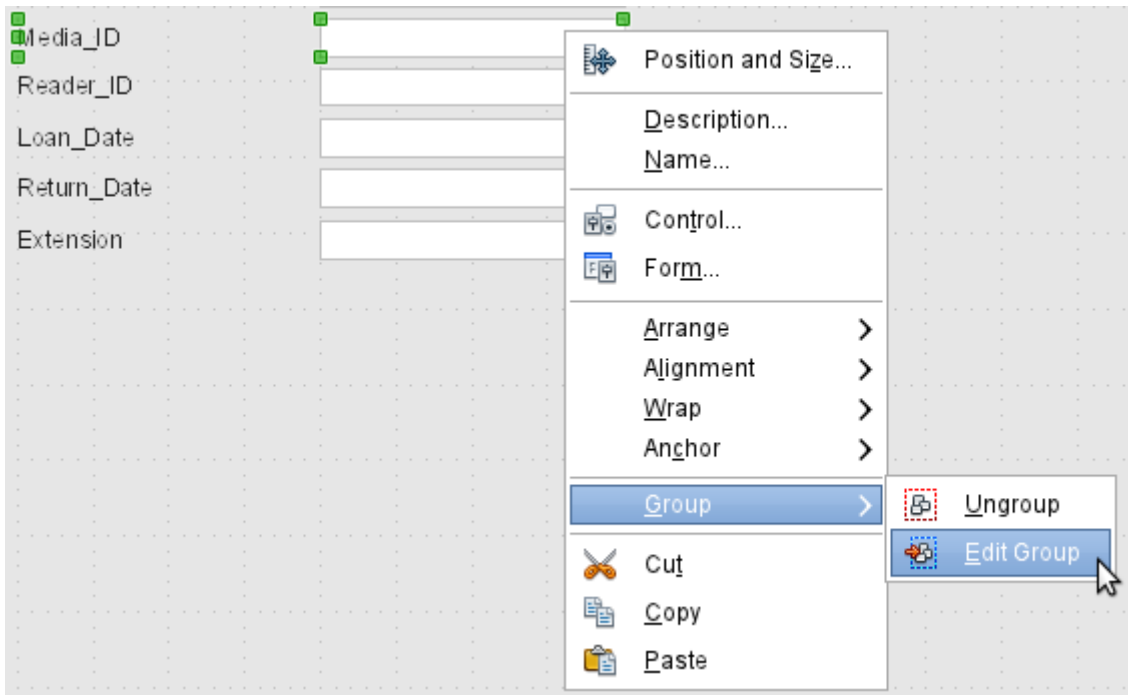 Media_ID
Reader_ID
Loan_Date
Return_Date
Extension
Position and Size...
Description...
Name...
Control...
Form...
Arrange
Alignment
Wrap
Anchor
Group
Ungroup
Edit Group
Cut
Copy
Paste